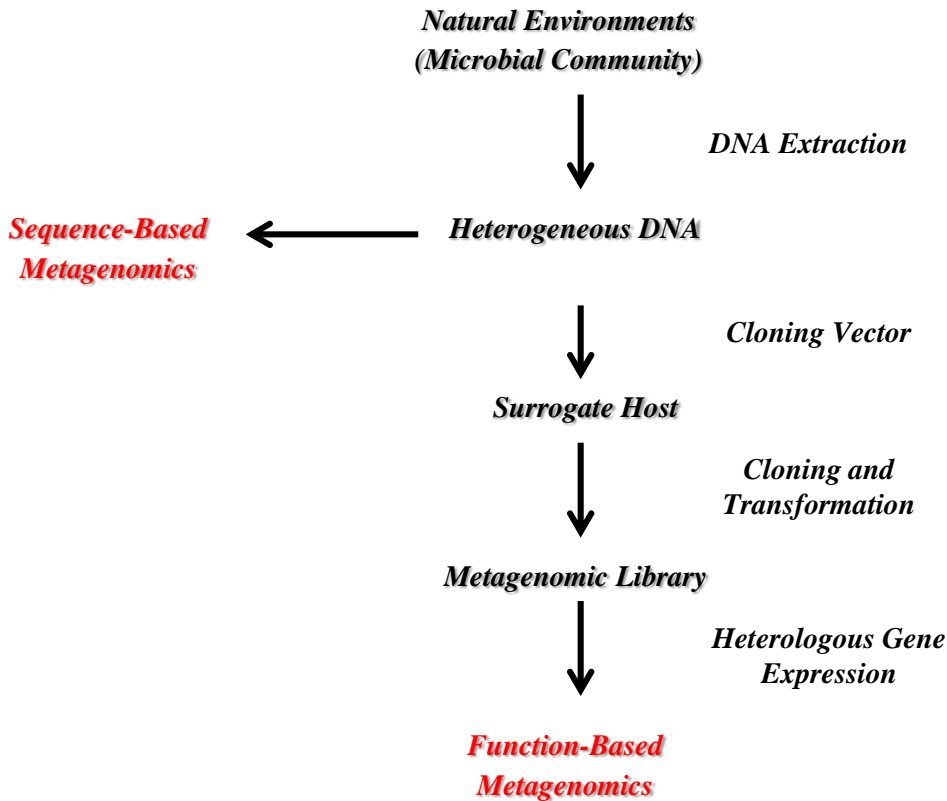 Natural Environments
(Microbial Community)
DNA Extraction
Sequence-Based
Metagenomics
Heterogeneous DNA
Cloning Vector
Surrogate Host
Cloning and
Transformation
Metagenomic Library
Heterologous Gene
Expression
Function-Based
Metagenomics